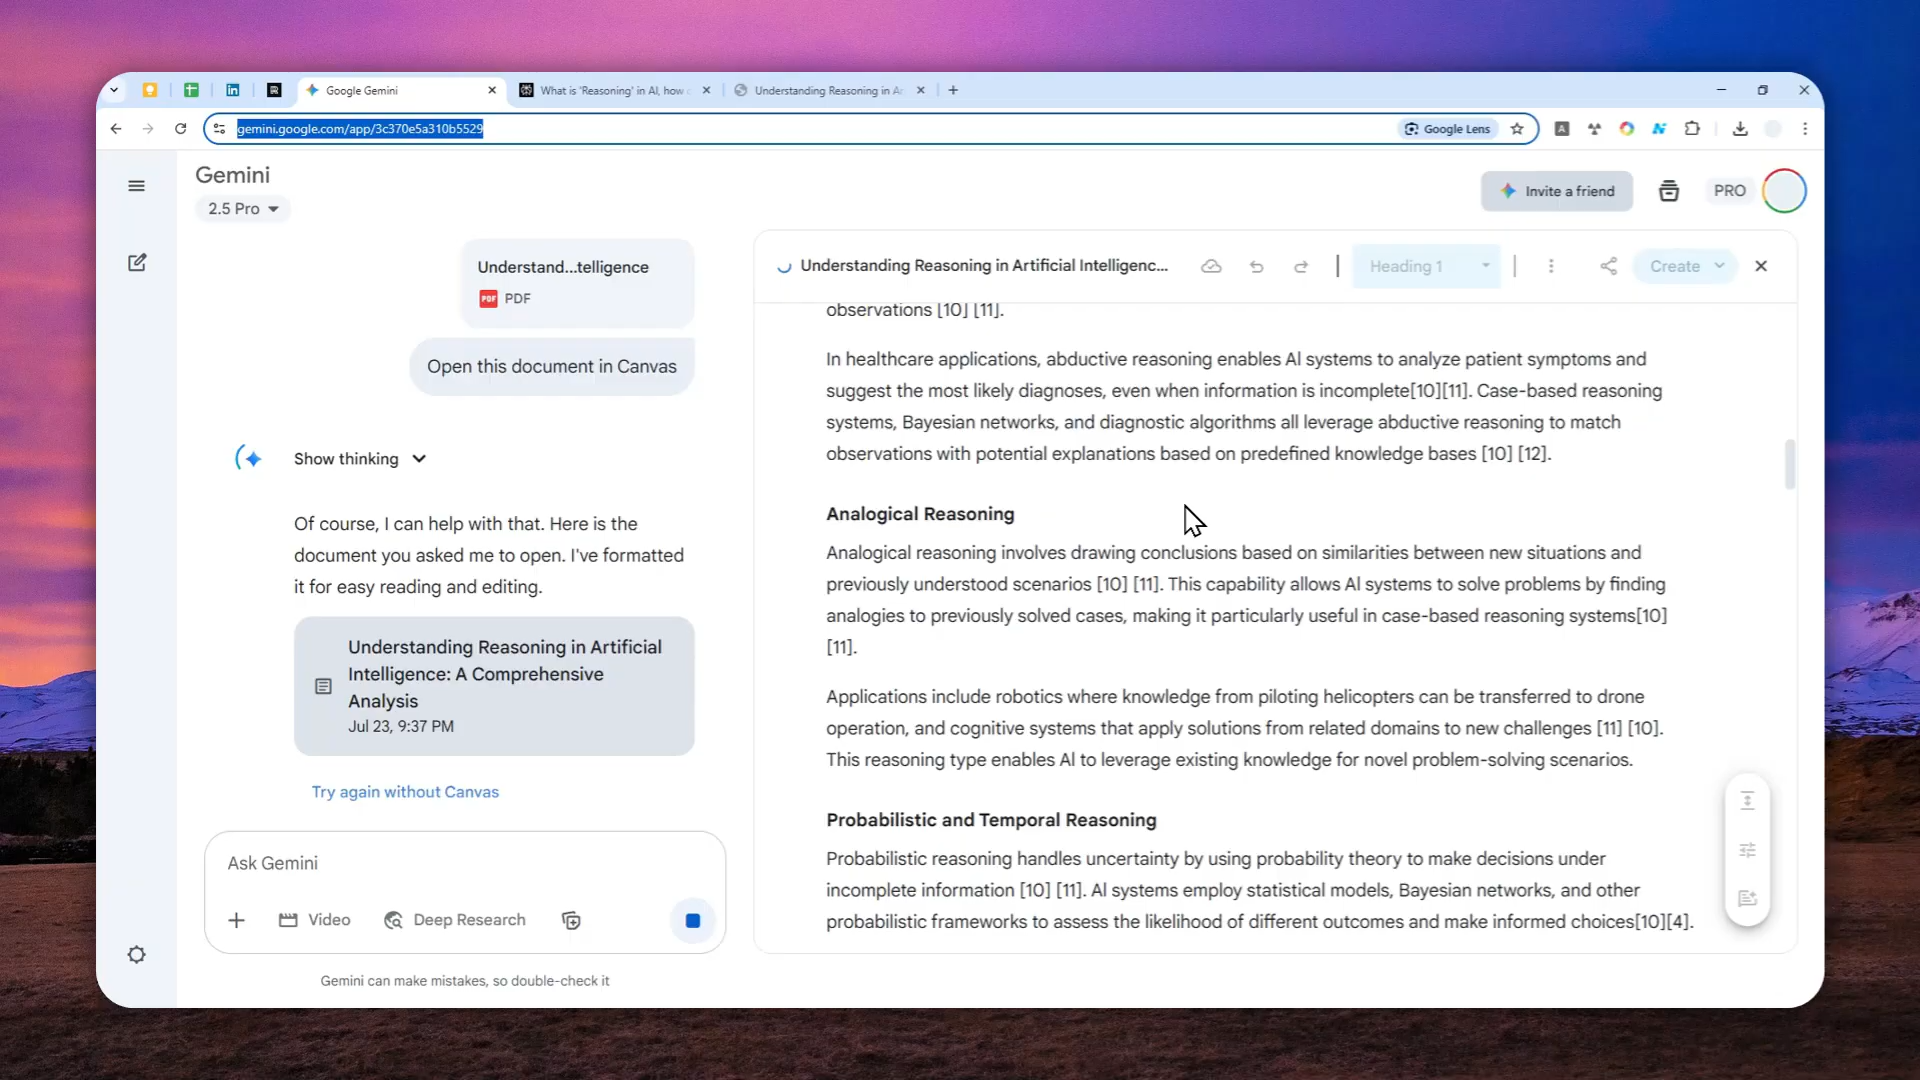 Google Gemini
What is 'Reasoning' in AI, how
Understanding Reasoning in A
gemini.google.com/app/3c370e5a310b5529
Google Lens
Gemini
2.5 Pro
Invite a friend
PRO
Understand...telligence
PDF
PDF
Open this document in Canvas
Show thinking
Of course, I can help with that. Here is the
document you asked me to open. I've formatted
it for easy reading and editing.
Understanding Reasoning in Artificial
Intelligence: A Comprehensive
Analysis
Jul 23, 9:37 PM
Try again without Canvas
Ask Gemini
Video
Deep Research
Gemini can make mistakes, so double-check it
Understanding Reasoning in Artificial Intelligenc...
Heading 1
Create
observations [10] [11].
In healthcare applications, abductive reasoning enables AI systems to analyze patient symptoms and
suggest the most likely diagnoses, even when information is incomplete[10][11]. Case-based reasoning
systems, Bayesian networks, and diagnostic algorithms all leverage abductive reasoning to match
observations with potential explanations based on predefined knowledge bases [10] [12].
Analogical Reasoning
Analogical reasoning involves drawing conclusions based on similarities between new situations and
previously understood scenarios [10] [11]. This capability allows AI systems to solve problems by finding
analogies to previously solved cases, making it particularly useful in case-based reasoning systems[10]
[11].
Applications include robotics where knowledge from piloting helicopters can be transferred to drone
operation, and cognitive systems that apply solutions from related domains to new challenges [11] [10].
This reasoning type enables AI to leverage existing knowledge for novel problem-solving scenarios.
Probabilistic and Temporal Reasoning
Probabilistic reasoning handles uncertainty by using probability theory to make decisions under
incomplete information [10] [11]. AI systems employ statistical models, Bayesian networks, and other
probabilistic frameworks to assess the likelihood of different outcomes and make informed choices[10][4].